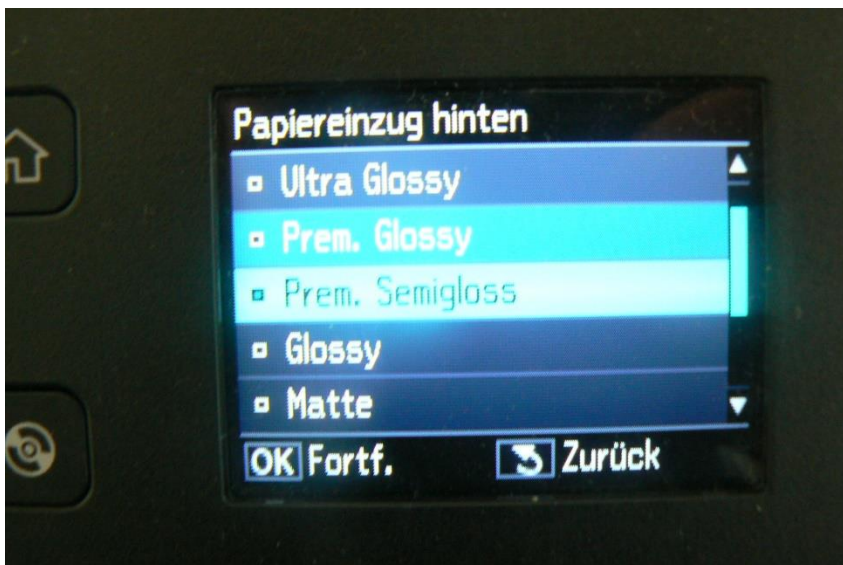 Papiereinzug hinten
Ultra Glossy
Prem. Glossy
Prem. Semigloss
Glossy
Matte
OK Fortf. Zurück